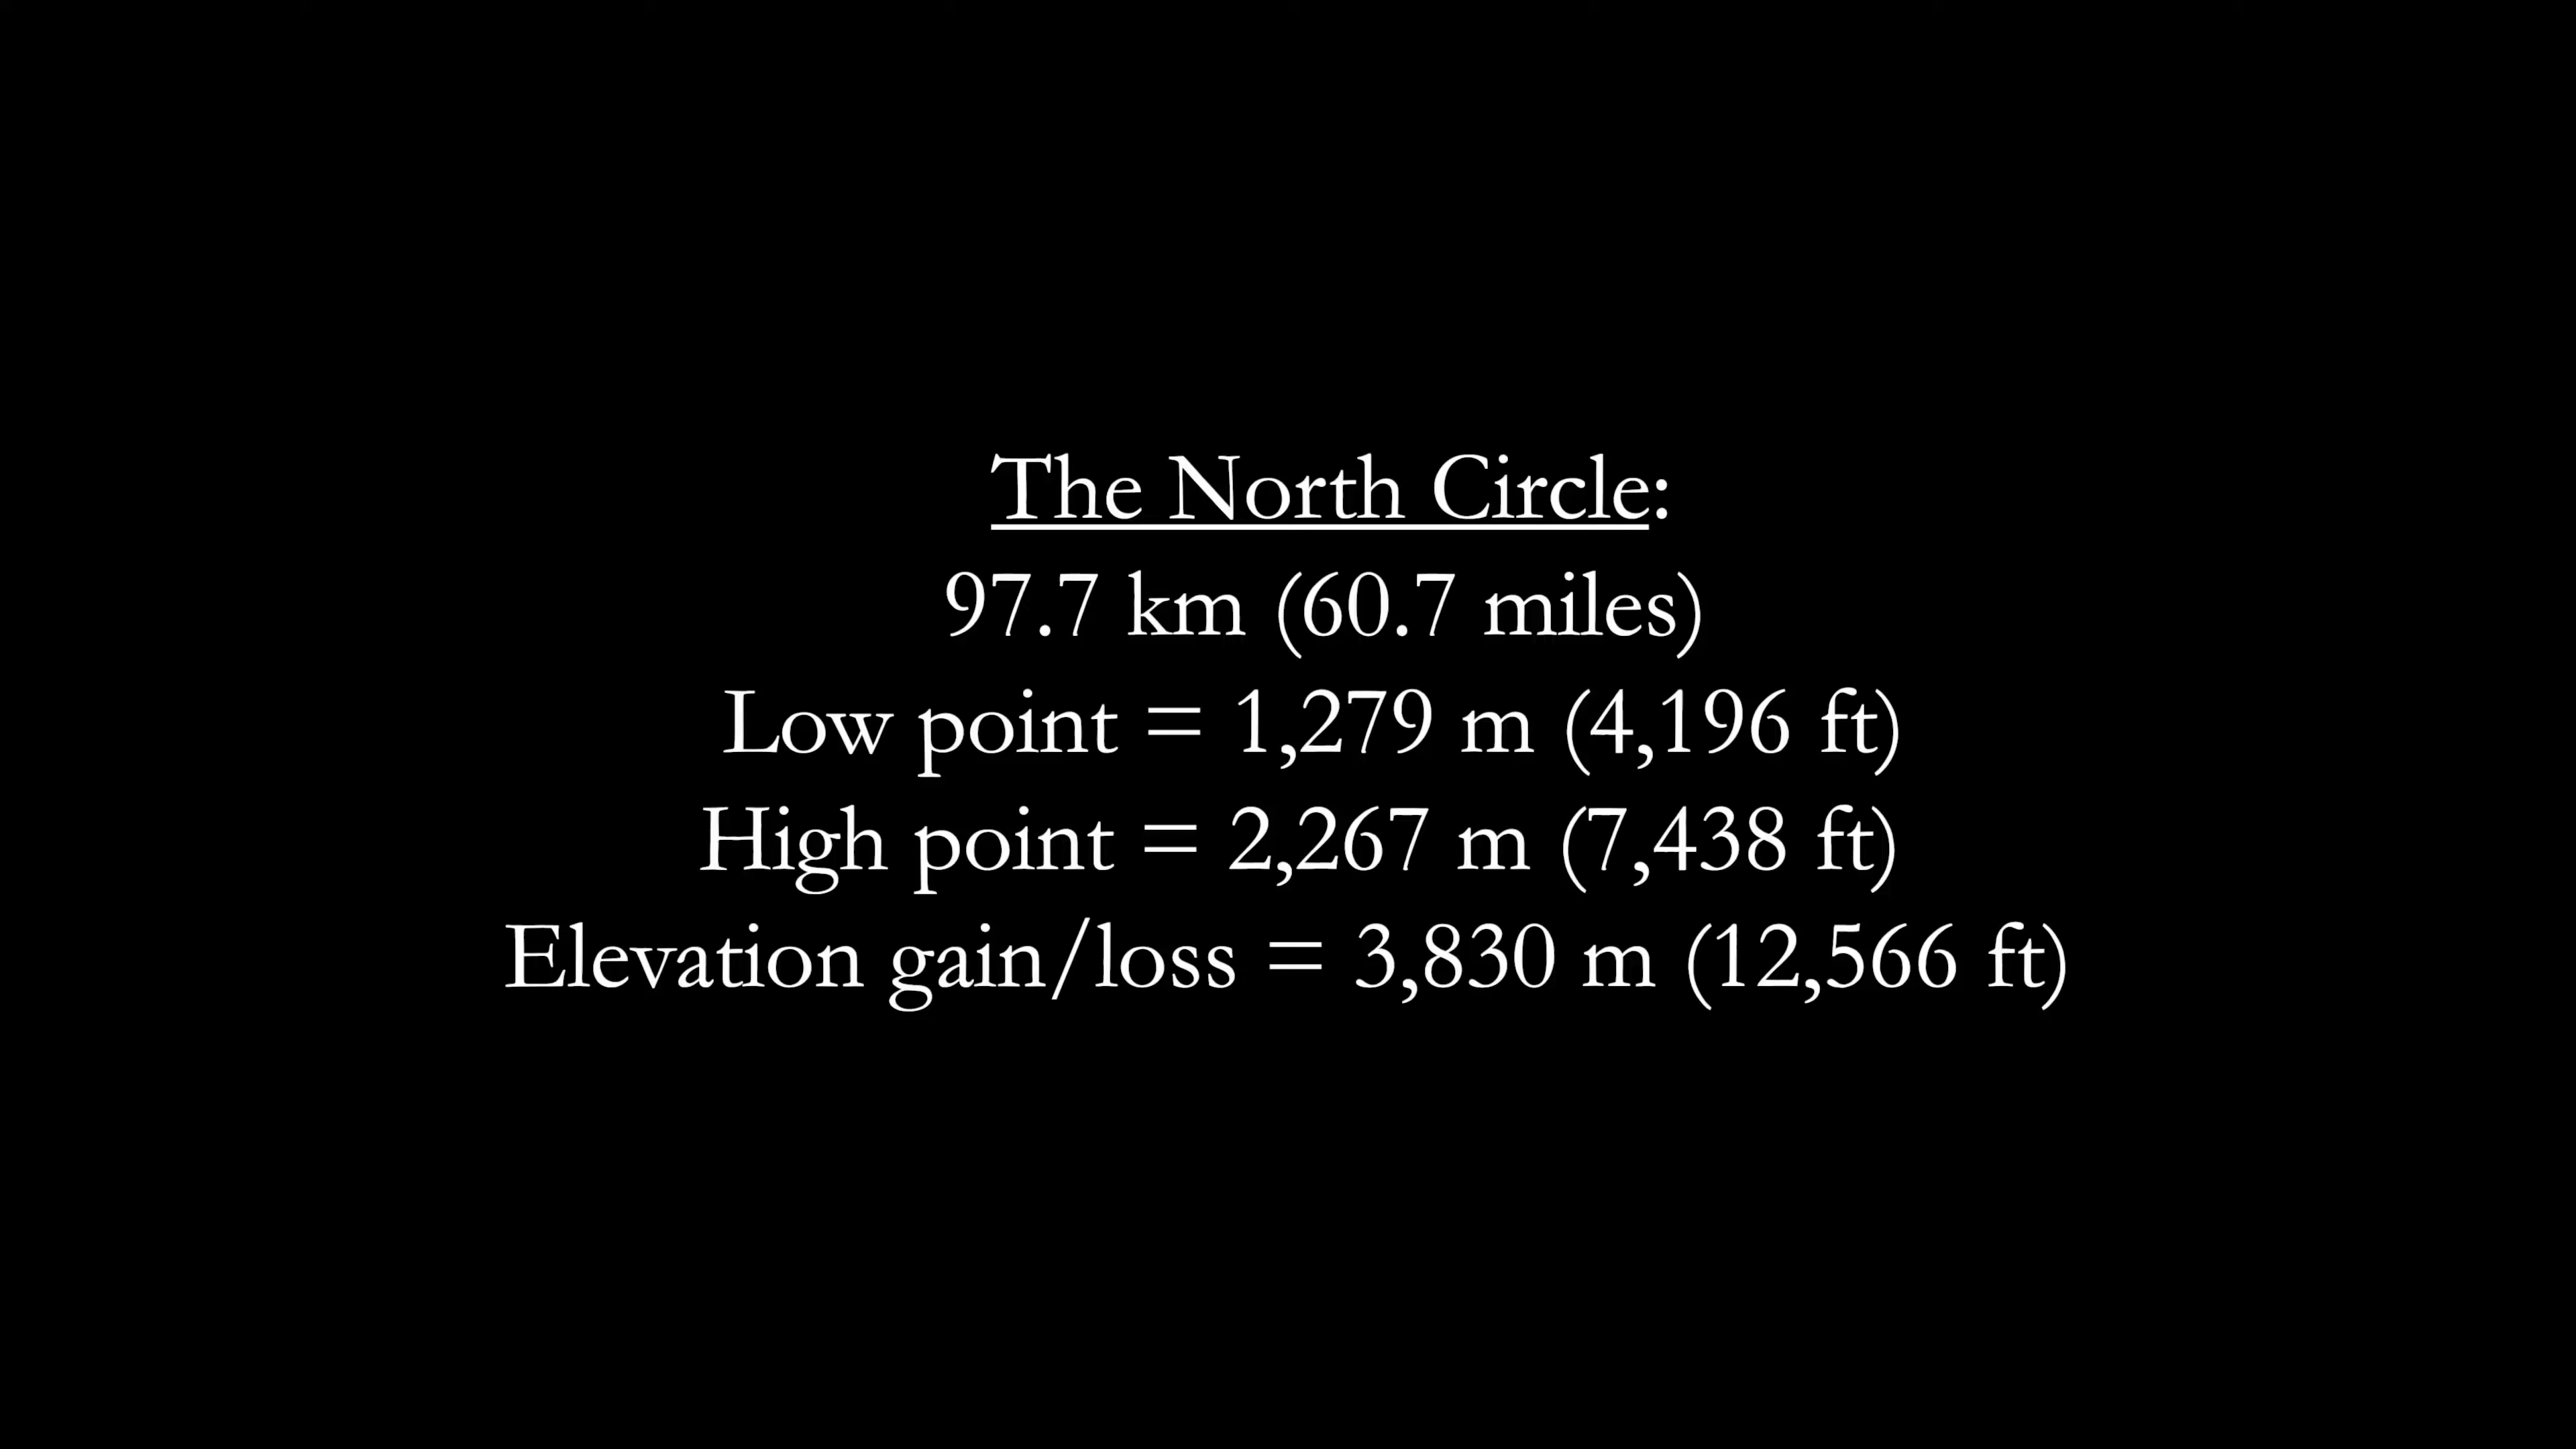 The North Circle:
97.7 km (60.7 miles)
Low point = 1,279 m (4,196 ft)
High point = 2,267 m (7,438 ft)
Elevation gain/loss = 3,830 m (12,566 ft)